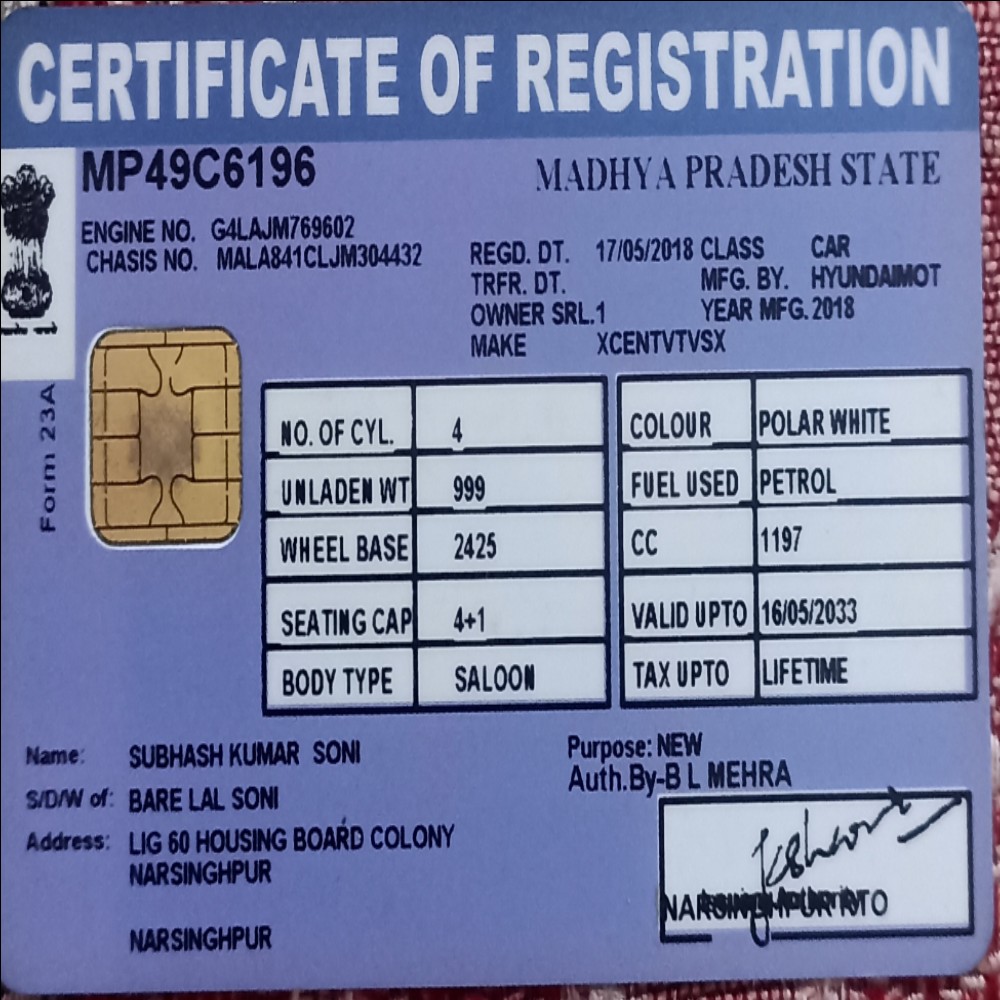 CERTIFICATE OF REGISTRATION
MP49C6196
MADHYA PRADESH STATE
ENGINE NO. G4LAJM769602
CHASIS NO. MALA841CLJM304432
REGD. DT. 17/05/2018 CLASS CAR
TRFR. DT. MFG. BY. HYUNDAIMOT
OWNER SRL.1 YEAR MFG.2018
MAKE XCENTVTVSX
Form 23A
NO. OF CYL. 4
UNLADEN WT 999
WHEEL BASE 2425
SEATING CAP 4+1
BODY TYPE SALOON
COLOUR POLAR WHITE
FUEL USED PETROL
CC 1197
VALID UPTO 16/05/2033
TAX UPTO LIFETIME
Name: SUBHASH KUMAR SONI
S/D/W of: BARE LAL SONI
Address: LIG 60 HOUSING BOARD COLONY
NARSINGHPUR
NARSINGHPUR
Purpose: NEW
Auth.By-B L MEHRA
NARSINGHPUR RTO